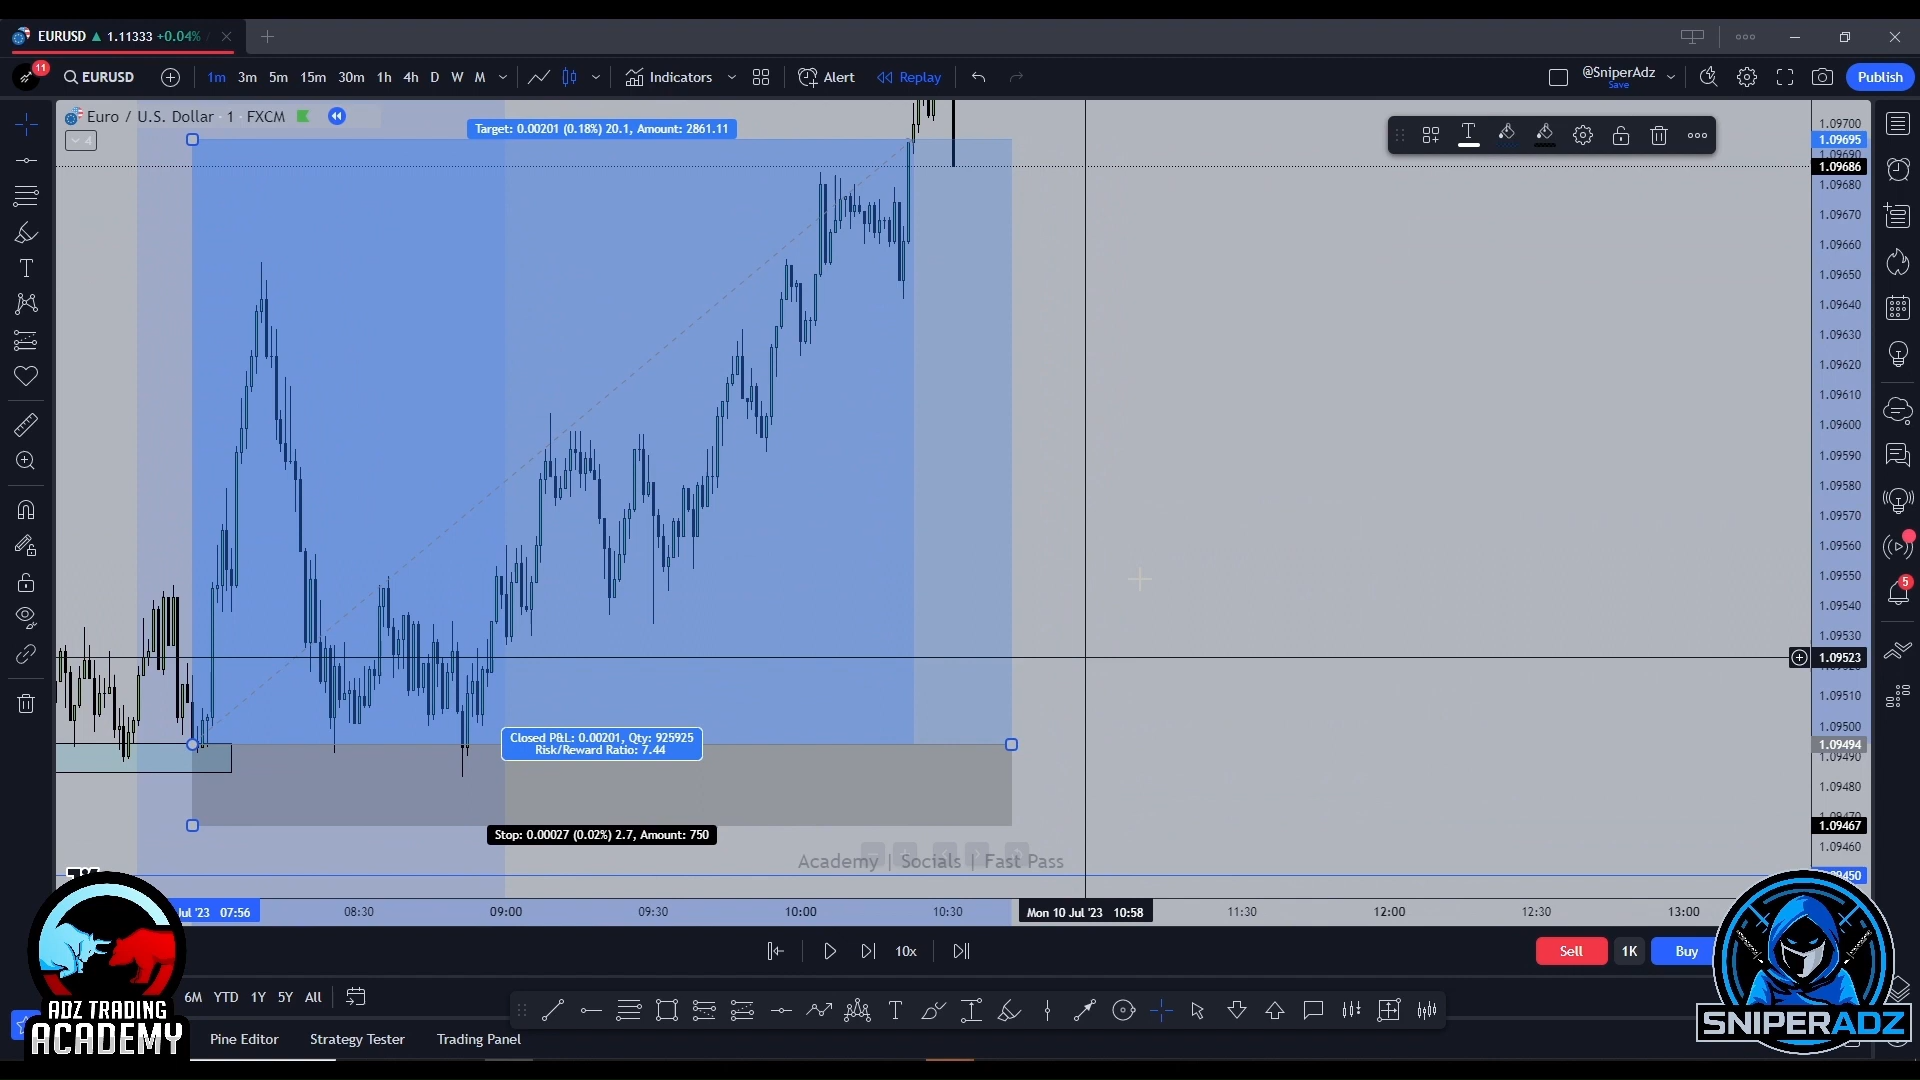 EURUSD ▲ 1.11333 +0.04%
11
EURUSD
1m 3m 5m 15m 30m 1h 4h D W M
Indicators
Alert
Replay
@SniperAdz
Save
Publish
Euro / U.S. Dollar · 1 · FXCM
4
Target: 0.00201 (0.18%) 20.1, Amount: 2861.11
Closed P&L: 0.00201, Qty: 925925
Risk/Reward Ratio: 7.44
Stop: 0.00027 (0.02%) 2.7, Amount: 750
Academy | Socials | Fast Pass
1.09700
1.09695
1.09690
1.09686
1.09680
1.09670
1.09660
1.09650
1.09640
1.09630
1.09620
1.09610
1.09600
1.09590
1.09580
1.09570
1.09560
1.09550
1.09540
1.09530
1.09523
1.09510
1.09500
1.09494
1.09490
1.09480
1.09467
1.09460
5
Jul '23 07:56
08:30
09:00
09:30
10:00
10:30
Mon 10 Jul '23 10:58
11:30
12:00
12:30
13:00
10x
Sell
1K
Buy
6M YTD 1Y 5Y All
Pine Editor
Strategy Tester
Trading Panel
ADZ TRADING
ACADEMY
SNIPERADZ